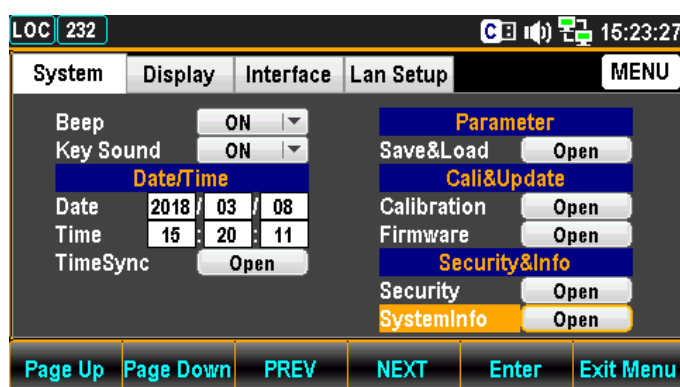 LOC 232 C 15:23:27
System Display Interface Lan Setup MENU
Beep ON
Key Sound ON
Date/Time
Date 2018 / 03 / 08
Time 15 : 20 : 11
TimeSync Open
Parameter
Save&Load Open
Cali&Update
Calibration Open
Firmware Open
Security&Info
Security Open
SystemInfo Open
Page Up Page Down PREV NEXT Enter Exit Menu